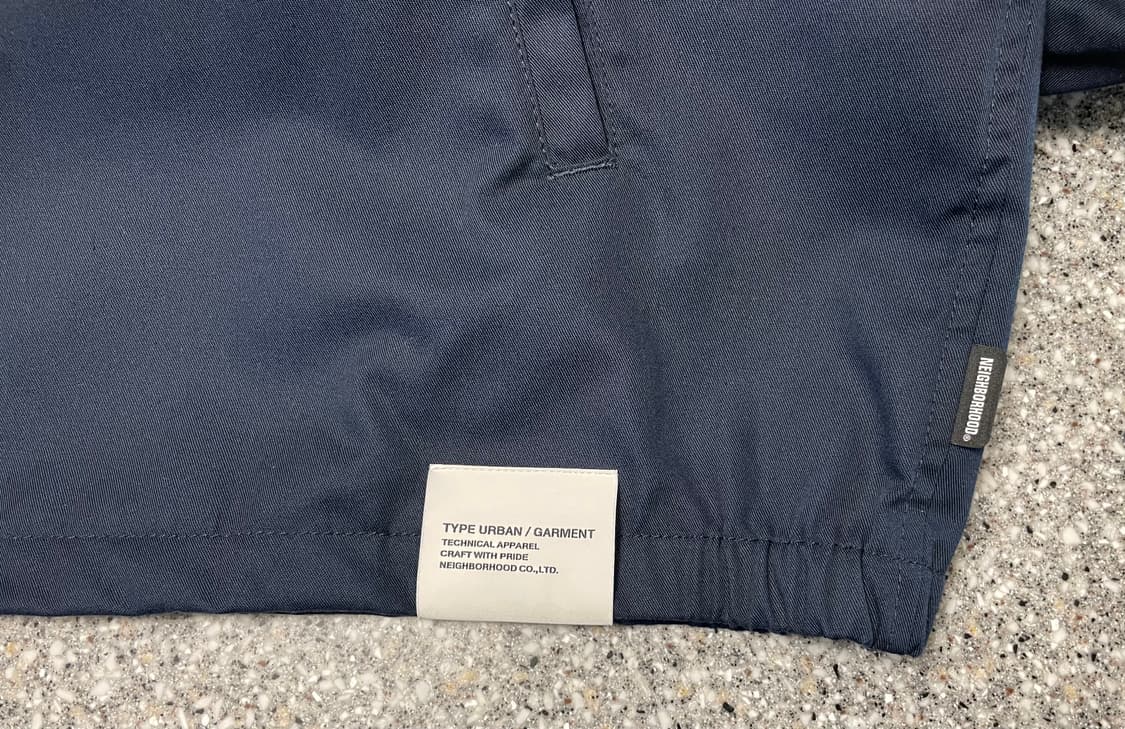 TYPE URBAN / GARMENT
TECHNICAL APPAREL
CRAFT WITH PRIDE
NEIGHBORHOOD CO.,LTD.
NEIGHBORHOOD®